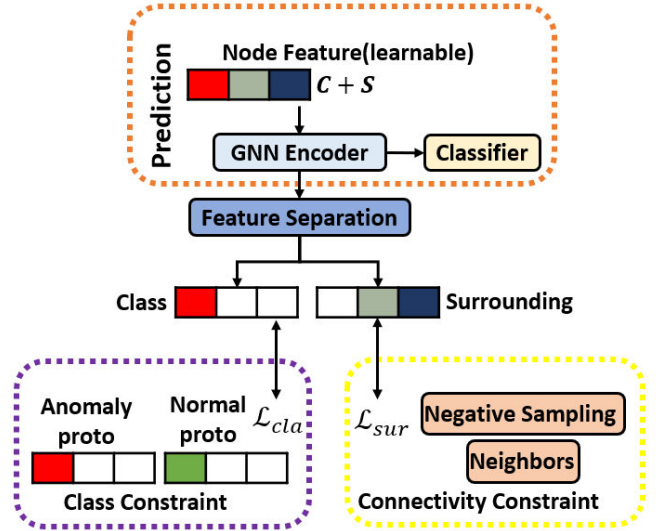 Prediction
Node Feature(learnable)
C + S
GNN Encoder
Classifier
Feature Separation
Class
Surrounding
Anomaly
proto
Normal
proto
ℒcla
Class Constraint
ℒsur
Negative Sampling
Neighbors
Connectivity Constraint